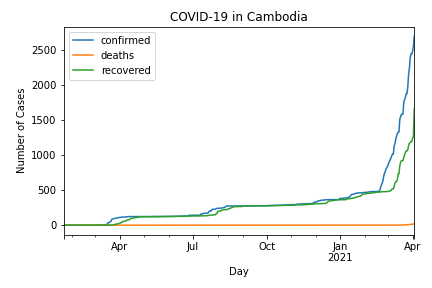 COVID-19 in Cambodia
confirmed
deaths
recovered
Number of Cases
2500
2000
1500
1000
500
0
Apr
Jul
Oct
Jan
2021
Apr
Day